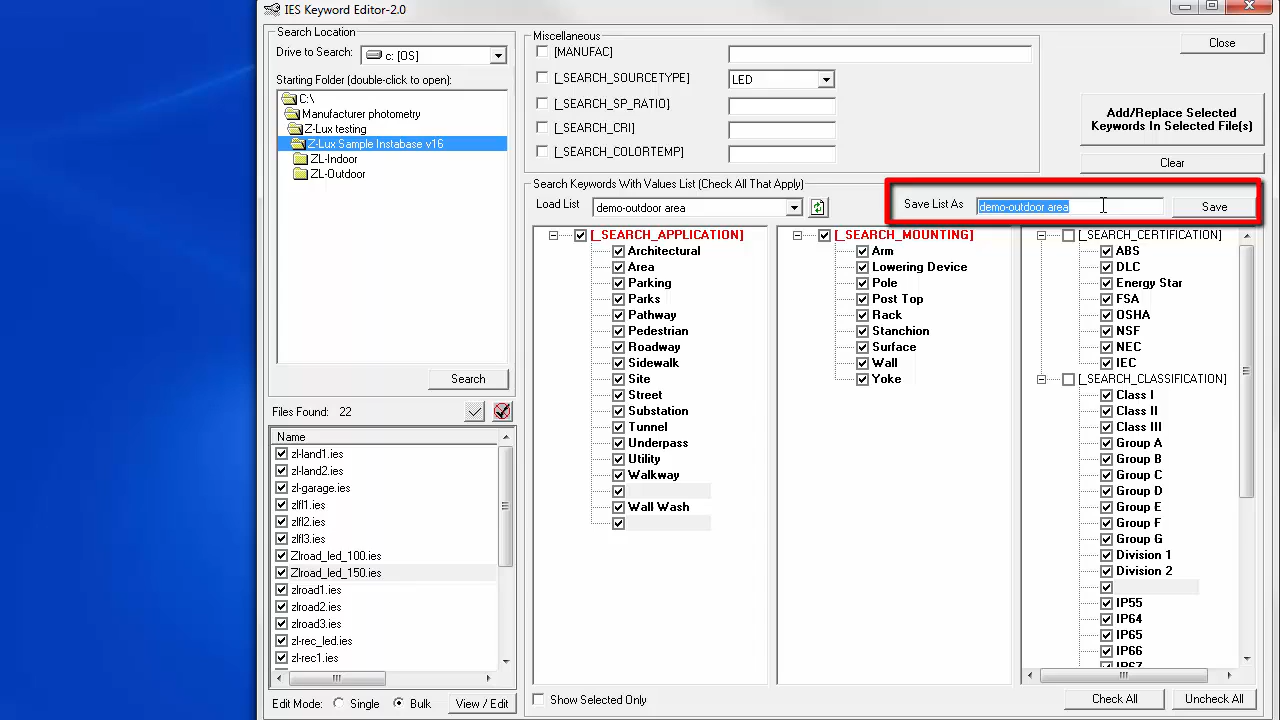 IES Keyword Editor-2.0
Search Location
Drive to Search:
c: [OS]
Starting Folder (double-click to open):
C:\
Manufacturer photometry
Z-Lux testing
Z-Lux Sample Instabase v16
ZL-Indoor
ZL-Outdoor
Search
Files Found: 22
Name
zl-land1.ies
zl-land2.ies
zl-garage.ies
zlfl1.ies
zlfl2.ies
zlfl3.ies
Zlroad_led_100.ies
Zlroad_led_150.ies
zlroad1.ies
zlroad2.ies
zlroad3.ies
zl-rec_led.ies
zl-rec1.ies
Edit Mode:
Single
Bulk
View / Edit
Miscellaneous
[MANUFAC]
[_SEARCH_SOURCETYPE]
LED
[_SEARCH_SP_RATIO]
[_SEARCH_CRI]
[_SEARCH_COLORTEMP]
Close
Add/Replace Selected
Keywords In Selected File(s)
Clear
Search Keywords With Values List (Check All That Apply)
Load List
demo-outdoor area
Save List As
demo-outdoor area
Save
[_SEARCH_APPLICATION]
Architectural
Area
Parking
Parks
Pathway
Pedestrian
Roadway
Sidewalk
Site
Street
Substation
Tunnel
Underpass
Utility
Walkway
Wall Wash
[_SEARCH_MOUNTING]
Arm
Lowering Device
Pole
Post Top
Rack
Stanchion
Surface
Wall
Yoke
[_SEARCH_CERTIFICATION]
ABS
DLC
Energy Star
FSA
OSHA
NSF
NEC
IEC
[_SEARCH_CLASSIFICATION]
Class I
Class II
Class III
Group A
Group B
Group C
Group D
Group E
Group F
Group G
Division 1
Division 2
IP55
IP64
IP65
IP66
IP67
Show Selected Only
Check All
Uncheck All